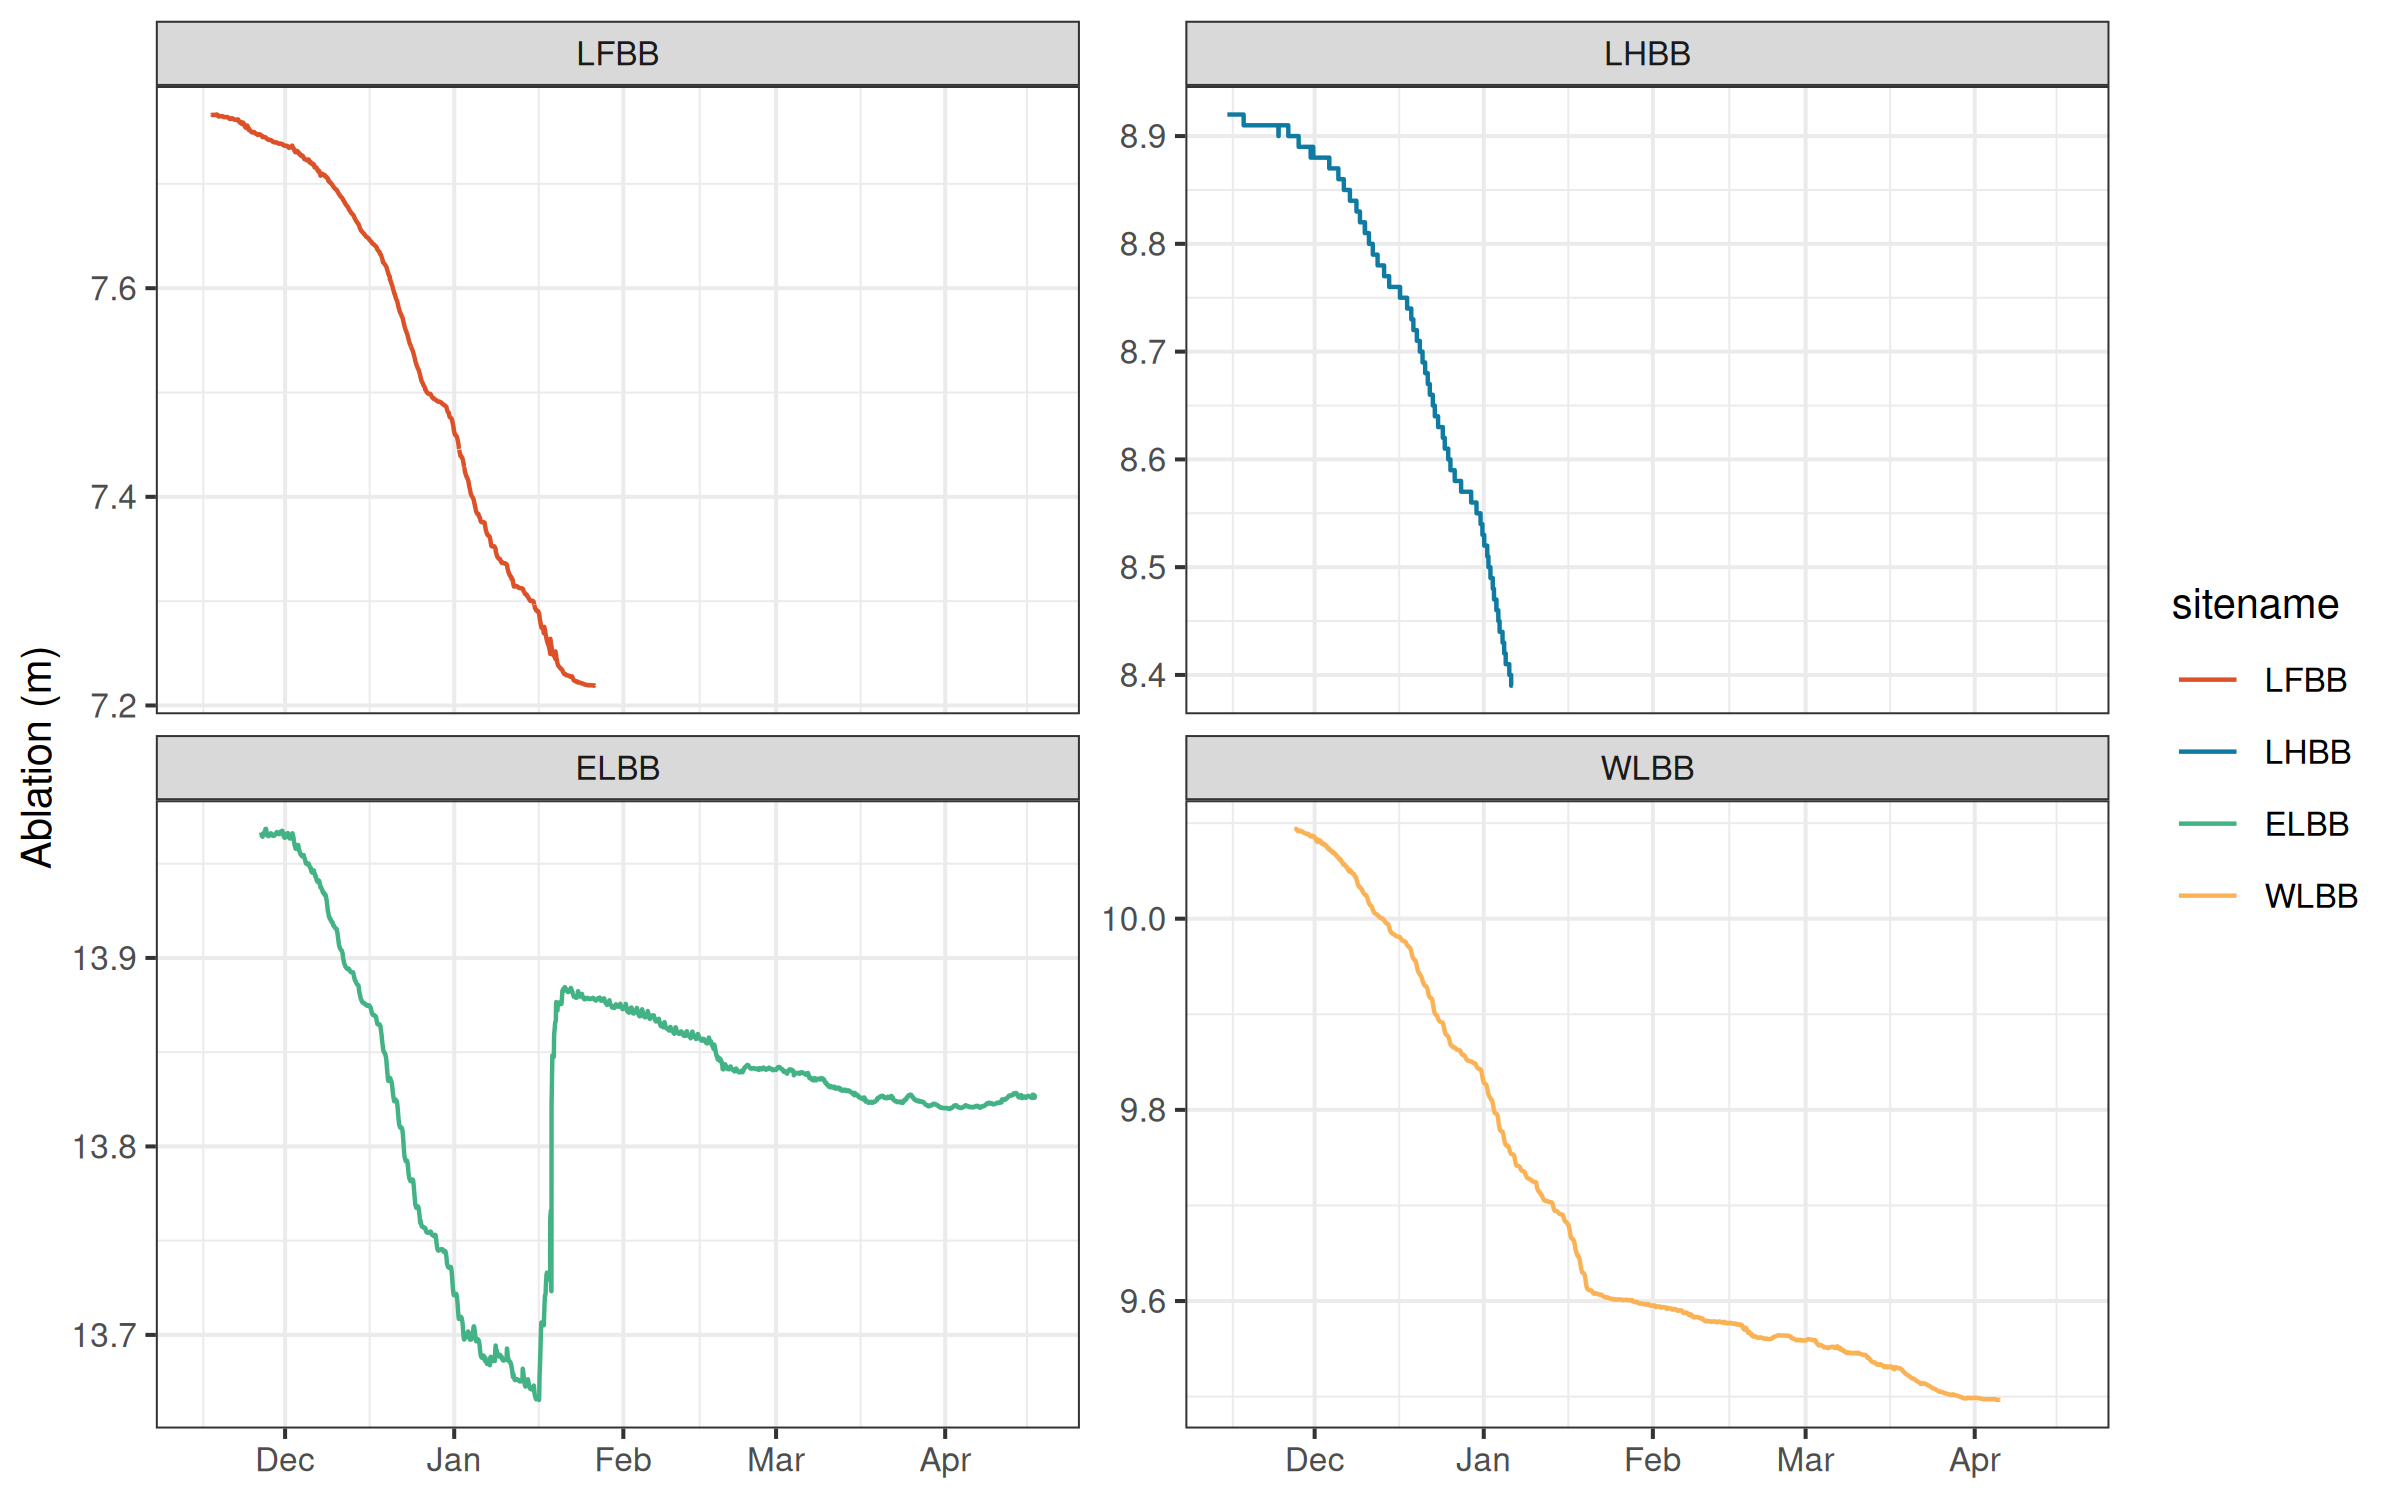 LFBB
LHBB
7.6
7.4
7.2
8.9
8.8
8.7
8.6
8.5
8.4
Ablation (m)
ELBB
WLBB
13.9
13.8
13.7
10.0
9.8
9.6
Dec Jan Feb Mar Apr
Dec Jan Feb Mar Apr
sitename
LFBB
LHBB
ELBB
WLBB